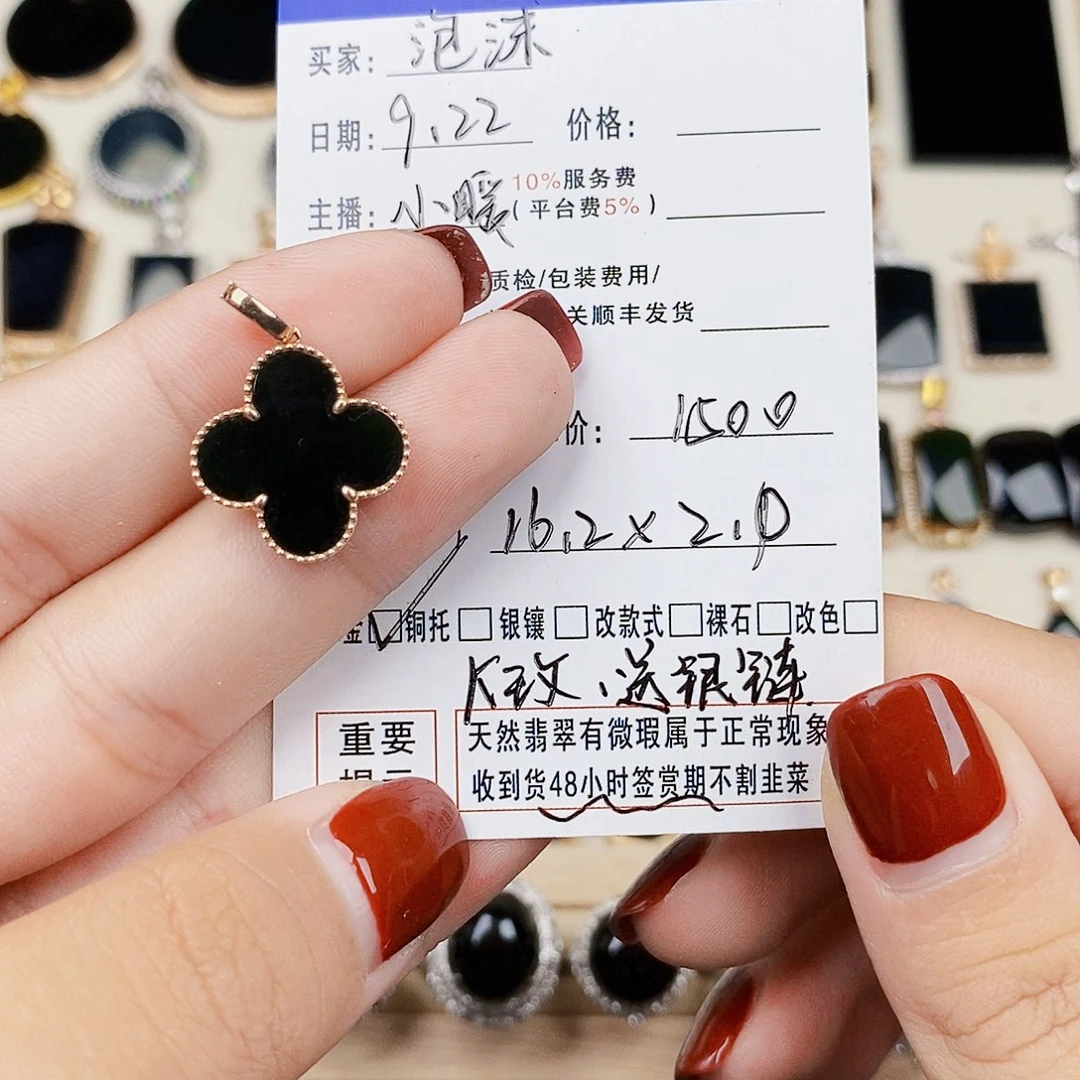 买家: 泡沫
日期: 9.22 价格:
主播: 小暖 10%服务费
(平台费5%)
质检/包装费用/
关顺丰发货
价: 1500
16.2×2.0
金☑铜托□ 银镶□改款式□裸石□改色□
K玫、送银链
重要
天然翡翠有微瑕属于正常现象
收到货48小时签赏期不割韭菜